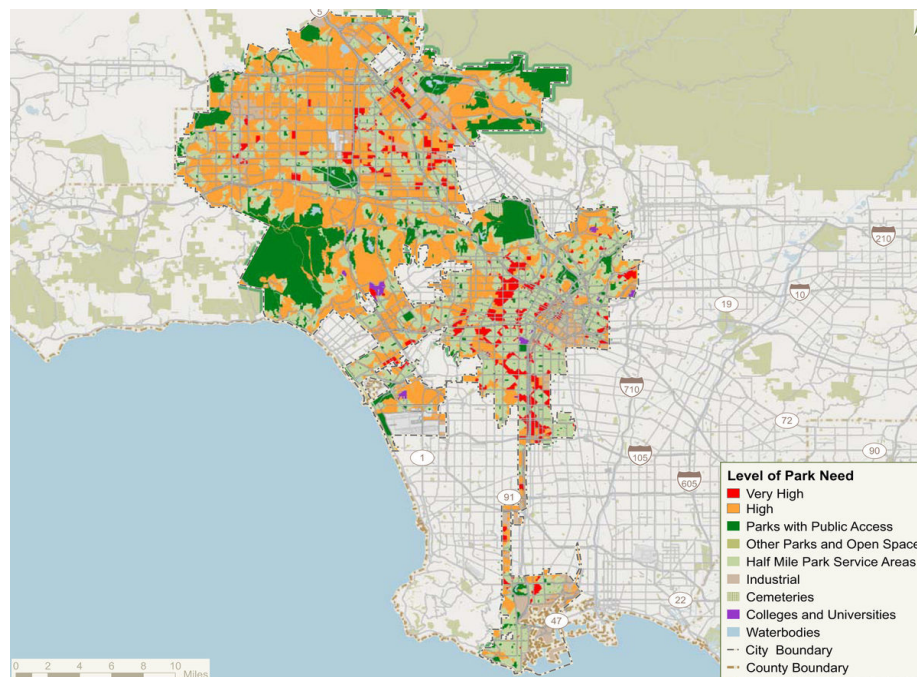 5
210
10
19
710
72
1
105
90
605
91
22
47
Level of Park Need
Very High
High
Parks with Public Access
Other Parks and Open Space
Half Mile Park Service Areas
Industrial
Cemeteries
Colleges and Universities
Waterbodies
City Boundary
County Boundary
0 2 4 6 8 10
Miles